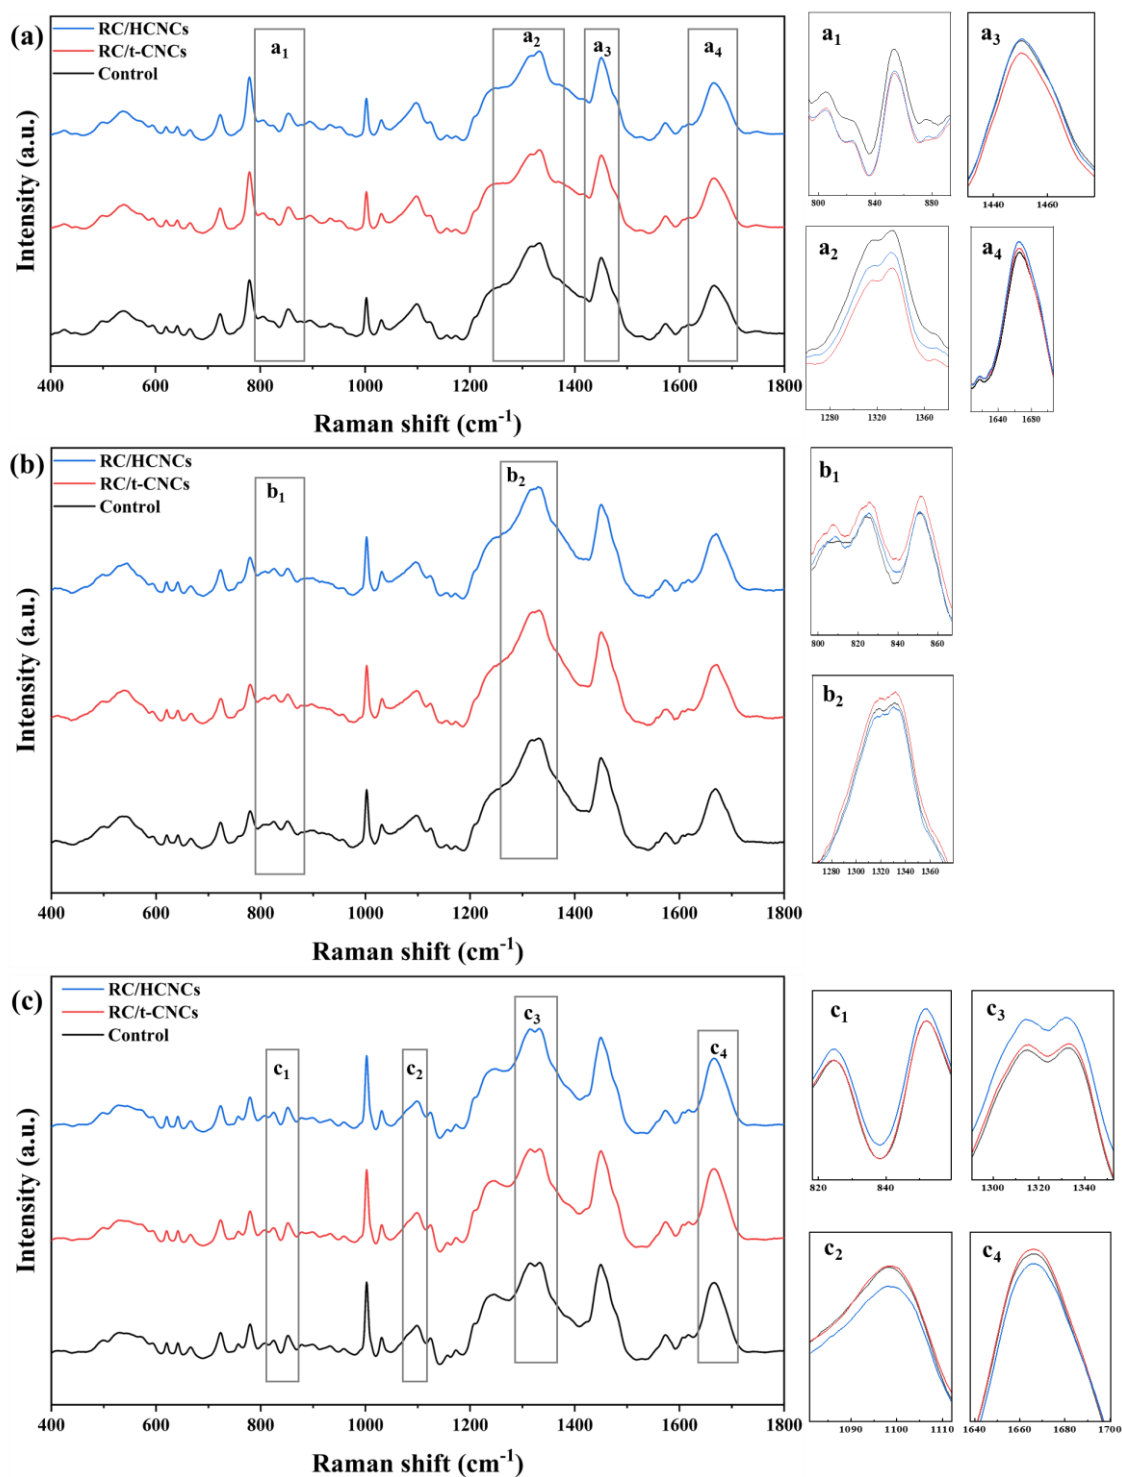 (a)
RC/HCNCs
RC/t-CNCs
Control
a1
a2
a3
a4
Intensity (a.u.)
400 600 800 1000 1200 1400 1600 1800
Raman shift (cm-1)
a1
800 840 880
a3
1440 1460
a2
1280 1320 1360
a4
1640 1680
(b)
RC/HCNCs
RC/t-CNCs
Control
b1
b2
Intensity (a.u.)
400 600 800 1000 1200 1400 1600 1800
Raman shift (cm-1)
b1
800 820 840 860
b2
1280 1300 1320 1340 1360
(c)
RC/HCNCs
RC/t-CNCs
Control
c1
c2
c3
c4
Intensity (a.u.)
400 600 800 1000 1200 1400 1600 1800
Raman shift (cm-1)
c1
820 840
c3
1300 1320 1340
c2
1090 1100 1110
c4
1640 1660 1680 1700